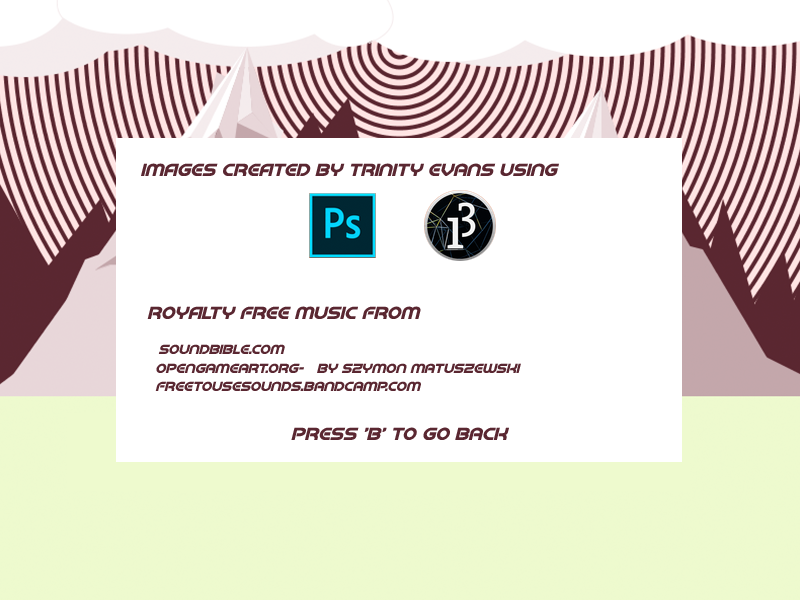 IMAGES CREATED BY TRINITY EVANS USING
Ps
13
ROYALTY FREE MUSIC FROM
SOUNDBIBLE.COM
OPENGAMEART.ORG- BY SZYMON MATUSZEWSKI
FREETOUSESOUNDS.BANDCAMP.COM
PRESS 'B' TO GO BACK